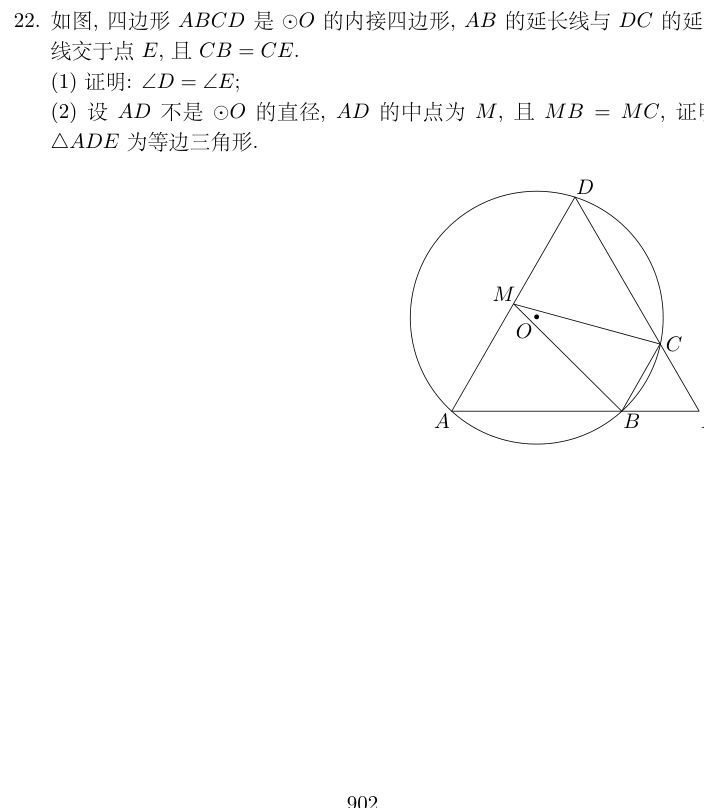 22. 如图, 四边形 ABCD 是 ⊙O 的内接四边形, AB 的延长线与 DC 的延
线交于点 E, 且 CB = CE.
(1) 证明: ∠D = ∠E;
(2) 设 AD 不是 ⊙O 的直径, AD 的中点为 M, 且 MB = MC, 证
△ADE 为等边三角形.
D
M
O
C
A
B
902